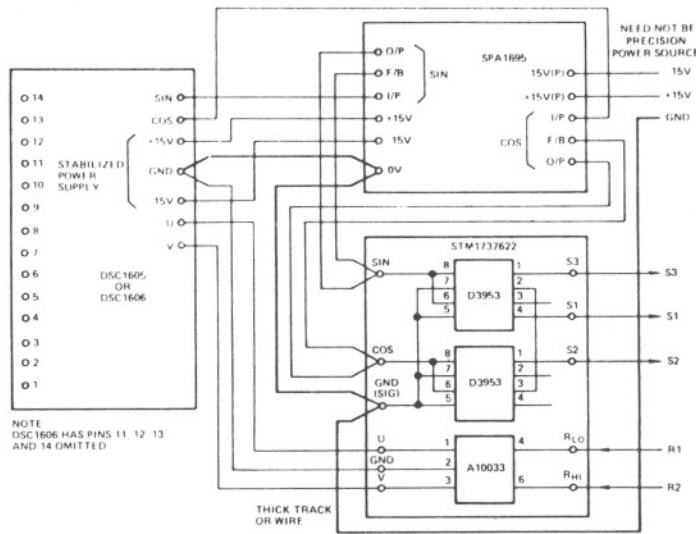 NEED NOT BE
PRECISION
POWER SOURCE
SPA1695
O/P
F/B
I/P
SIN
+15V
15V
0V
15V(P)
+15V(P)
I/P
F/B
O/P
COS
15V
+15V
GND
14
13
12
11
10
9
8
7
6
5
4
3
2
1
SIN
COS
+15V
GND
15V
U
V
STABILIZED
POWER
SUPPLY
DSC1605
OR
DSC1606
NOTE
DSC1606 HAS PINS 11, 12, 13
AND 14 OMITTED
STM1737622
SIN
8
7
6
5
D3953
1
2
3
4
S3
S1
S3
S1
COS
GND
(SIG)
8
7
6
5
D3953
1
2
3
4
S2
S2
U
GND
V
1
2
3
A10033
4
6
RLO
RHI
R1
R2
THICK TRACK
OR WIRE